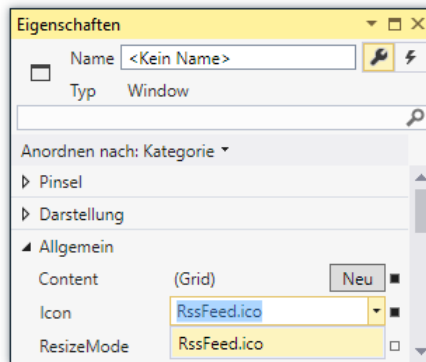 Eigenschaften
Name <Kein Name>
Typ Window
Anordnen nach: Kategorie
Pinsel
Darstellung
Allgemein
Content (Grid) Neu
Icon RssFeed.ico
ResizeMode RssFeed.ico